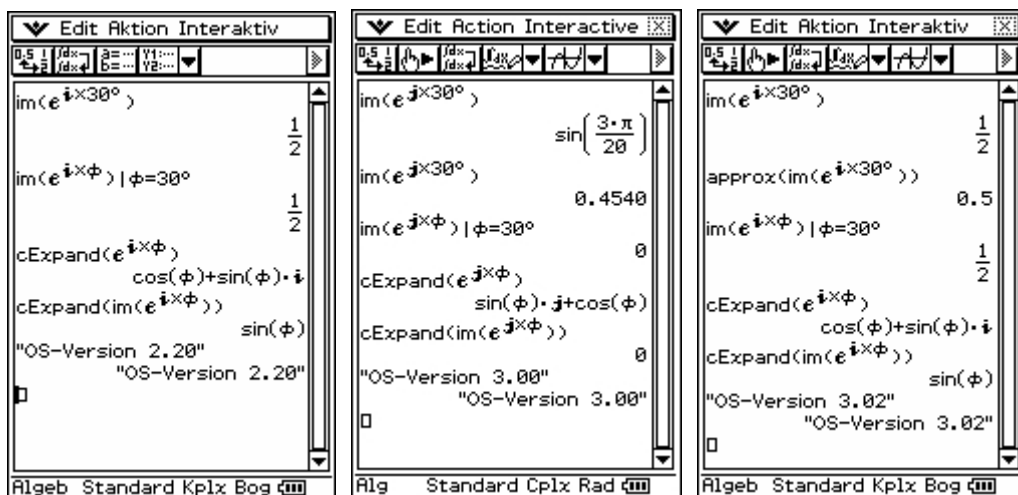 Edit Aktion Interaktiv
im(e^i×30°)
1/2
im(e^i×ϕ)|ϕ=30°
1/2
cExpand(e^i×ϕ)
cos(ϕ)+sin(ϕ)·i
cExpand(im(e^i×ϕ))
sin(ϕ)
"OS-Version 2.20"
"OS-Version 2.20"
Algeb Standard Kplx Bog
Edit Action Interactive
im(e^j×30°)
sin(3·π/20)
im(e^j×30°)
0.4540
im(e^j×ϕ)|ϕ=30°
0
cExpand(e^j×ϕ)
sin(ϕ)·j+cos(ϕ)
cExpand(im(e^j×ϕ))
0
"OS-Version 3.00"
"OS-Version 3.00"
Alg Standard Cplx Rad
Edit Aktion Interaktiv
im(e^i×30°)
1/2
approx(im(e^i×30°))
0.5
im(e^i×ϕ)|ϕ=30°
1/2
cExpand(e^i×ϕ)
cos(ϕ)+sin(ϕ)·i
cExpand(im(e^i×ϕ))
sin(ϕ)
"OS-Version 3.02"
"OS-Version 3.02"
Algeb Standard Kplx Bog